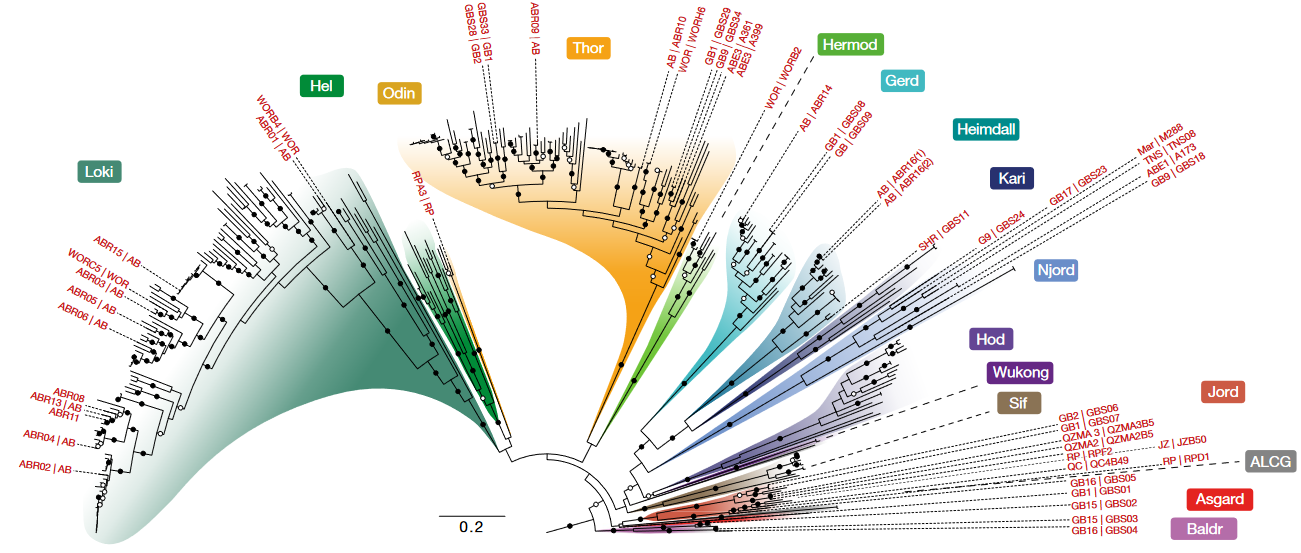 GBS33 | GB1
GBS28 | GB2
ABR09 | AB
Thor
AB | ABR10
WOR | WORH6
GB1 | GBS29
GB9 | GBS34
ABE3 | A361
ABE3 | A399
Hermod
WOR | WORB2
Gerd
AB | ABR14
GB1 | GBS08
GB | GBS09
Hel
Odin
WORB4 | WOR
ABR01 | AB
RPA3 | RP
Heimdall
AB | ABR16(1)
AB | ABR16(2)
Kari
Mar | M288
TNS | TNS08
ABE1 | A173
GB9 | GBS18
GB17 | GBS23
G9 | GBS24
SHR | GBS11
Loki
Njord
ABR15 | AB
WORC5 | WOR
ABR03 | AB
ABR05 | AB
ABR06 | AB
Hod
Wukong
Sif
Jord
ABR08
ABR13 | AB
ABR11
ABR04 | AB
ABR02 | AB
GB2 | GBS06
GB1 | GBS07
QZMA 3 | QZMA3B5
QZMA2 | QZMA2B5
JZ | JZB50
RP | RPF2
RP | RPD1
QC | QC4B49
ALCG
GB16 | GBS05
GB1 | GBS01
Asgard
GB15 | GBS02
GB15 | GBS03
GB16 | GBS04
Baldr
0.2